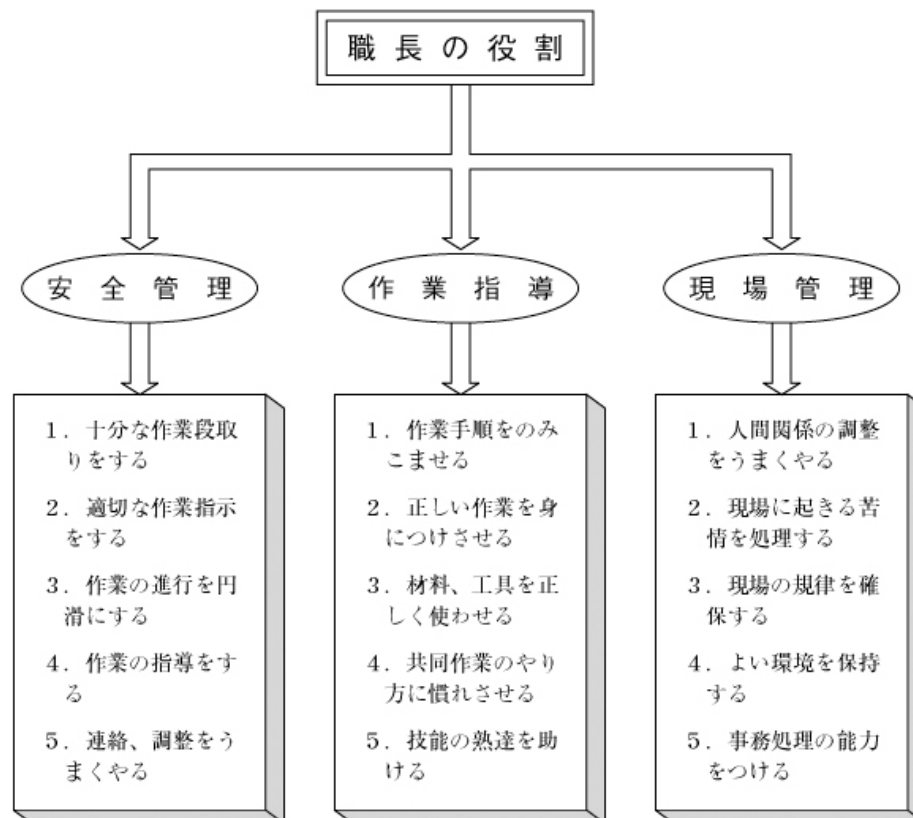 職長の役割
安全管理
作業指導
現場管理
1．十分な作業段取
りをする
2．適切な作業指示
をする
3．作業の進行を円
滑にする
4．作業の指導をす
る
5．連絡、調整をう
まくやる
1．作業手順をのみ
こませる
2．正しい作業を身
につけさせる
3．材料、工具を正
しく使わせる
4．共同作業のやり
方に慣れさせる
5．技能の熟達を助
ける
1．人間関係の調整
をうまくやる
2．現場に起きる苦
情を処理する
3．現場の規律を確
保する
4．よい環境を保持
する
5．事務処理の能力
をつける